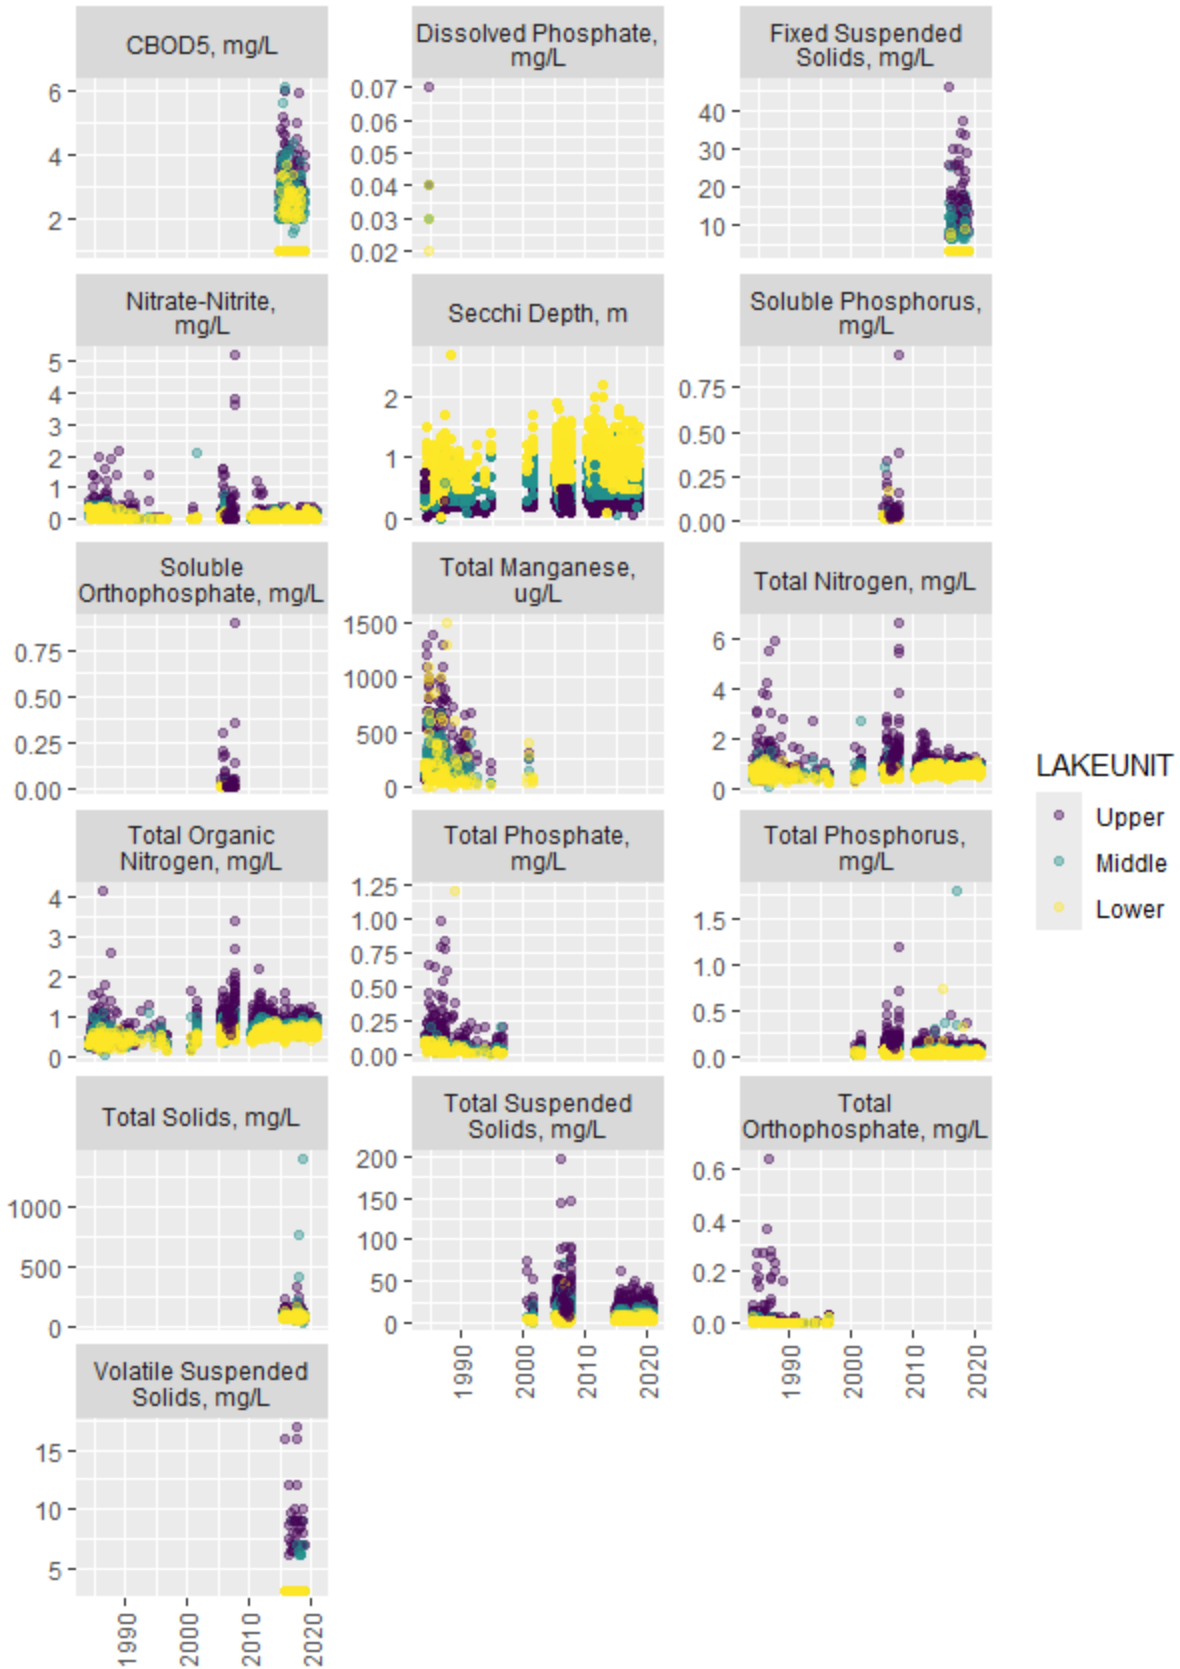 CBOD5, mg/L
6
4
2
Dissolved Phosphate,
mg/L
0.07
0.06
0.05
0.04
0.03
0.02
Fixed Suspended
Solids, mg/L
40
30
20
10
Nitrate-Nitrite,
mg/L
5
4
3
2
1
0
Secchi Depth, m
2
1
0
Soluble Phosphorus,
mg/L
0.75
0.50
0.25
0.00
Soluble
Orthophosphate, mg/L
0.75
0.50
0.25
0.00
Total Manganese,
ug/L
1500
1000
500
0
Total Nitrogen, mg/L
6
4
2
0
LAKEUNIT
Upper
Middle
Lower
Total Organic
Nitrogen, mg/L
4
3
2
1
0
Total Phosphate,
mg/L
1.25
1.00
0.75
0.50
0.25
0.00
Total Phosphorus,
mg/L
1.5
1.0
0.5
0.0
Total Solids, mg/L
1000
500
0
Total Suspended
Solids, mg/L
200
150
100
50
0
1990
2000
2010
2020
Total
Orthophosphate, mg/L
0.6
0.4
0.2
0.0
1990
2000
2010
2020
Volatile Suspended
Solids, mg/L
15
10
5
1990
2000
2010
2020